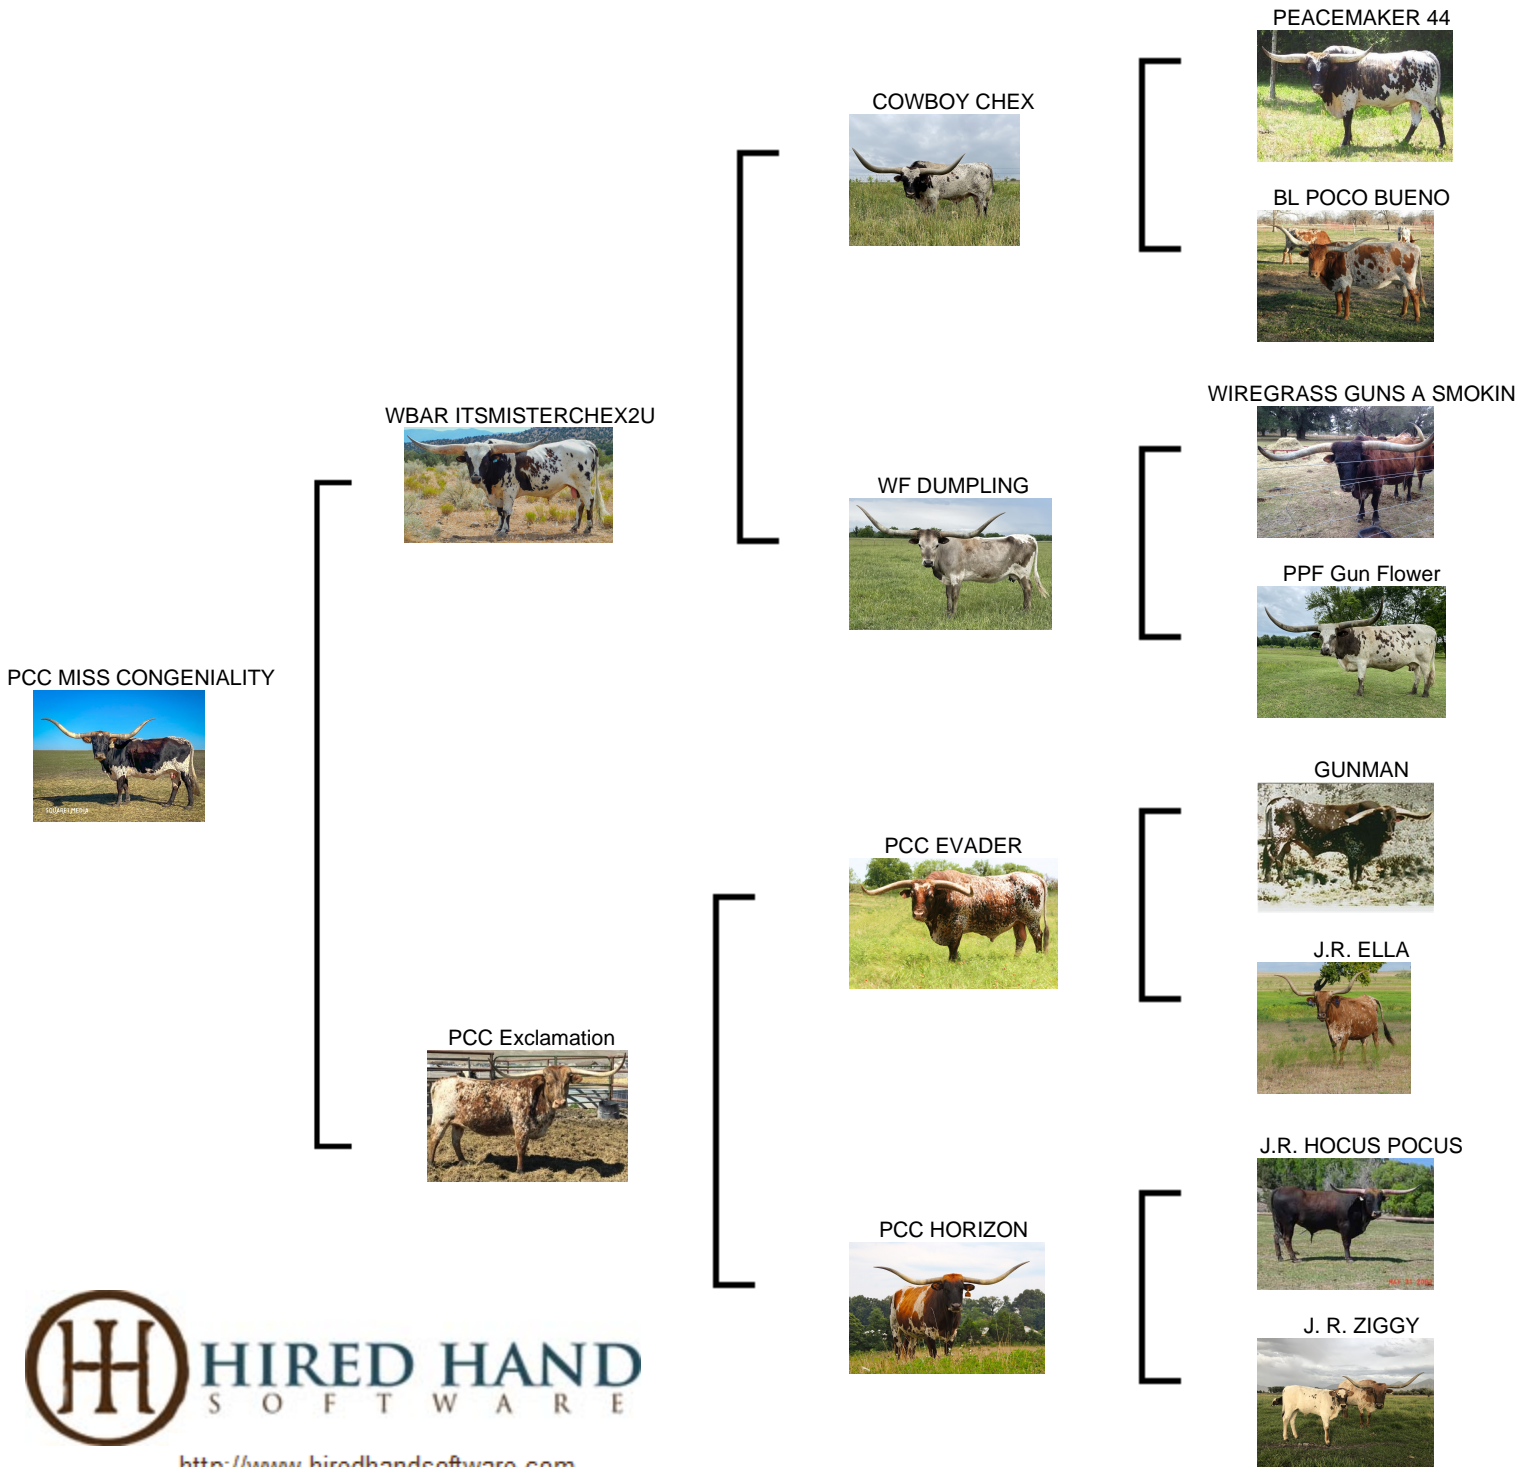 PEACEMAKER 44
COWBOY CHEX
BL POCO BUENO
WBAR ITSMISTERCHEX2U
WIREGRASS GUNS A SMOKIN
WF DUMPLING
PPF Gun Flower
PCC MISS CONGENIALITY
GUNMAN
PCC EVADER
J.R. ELLA
PCC Exclamation
J.R. HOCUS POCUS
PCC HORIZON
J. R. ZIGGY
HIRED HAND
SOFTWARE
http://www.hiredhandsoftware.com